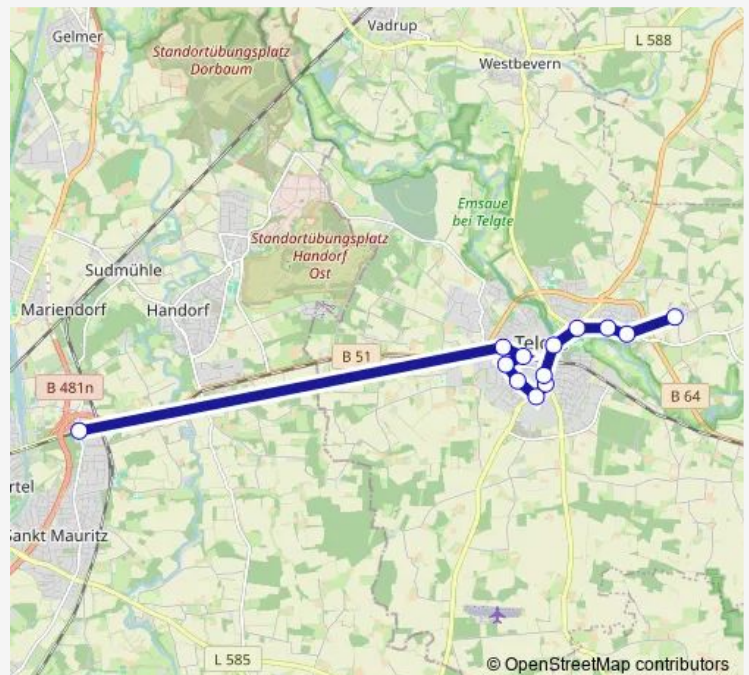 Gelmer
Vadrup
L 588
Standortübungsplatz
Dorbaum
Westbevern
Emsaue
bei Telgte
Standortübungsplatz
Handorf
Ost
Sudmühle
Mariendorf
Handorf
Telg
B 51
B 481n
B 64
rtel
Sankt Mauritz
L 585
© OpenStreetMap contributors